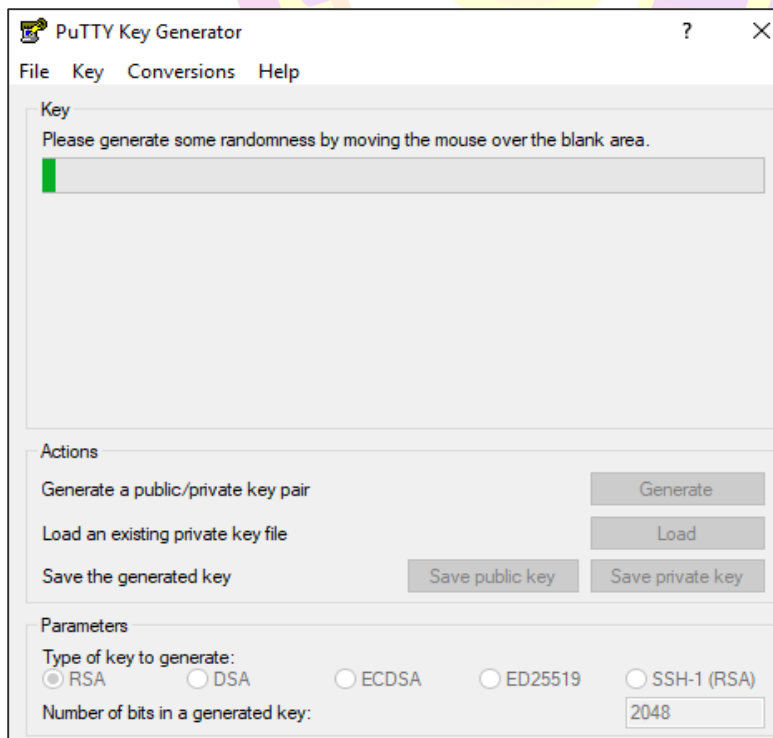 PuTTY Key Generator ?
File Key Conversions Help
Key
Please generate some randomness by moving the mouse over the blank area.
Actions
Generate a public/private key pair Generate
Load an existing private key file Load
Save the generated key Save public key Save private key
Parameters
Type of key to generate:
RSA DSA ECDSA ED25519 SSH-1 (RSA)
Number of bits in a generated key: 2048